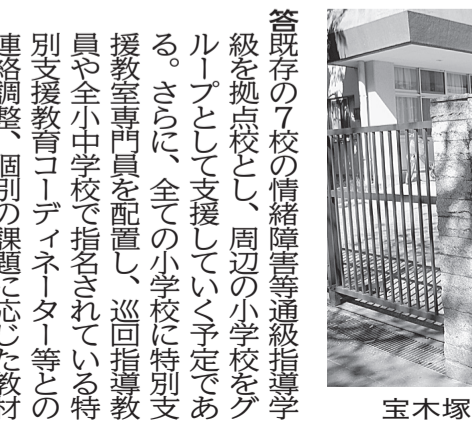 答既存の7校の情緒障害等通級指導学
級を拠点校とし、周辺の小学校をグ
ループとして支援していく予定であ
る。さらに、全ての小学校に特別支
援教室専門員を配置し、巡回指導教
員や全小中学校で指名されている特
別支援教育コーディネーター等との
連絡調整、個別の課題に応じた教材
宝木塚